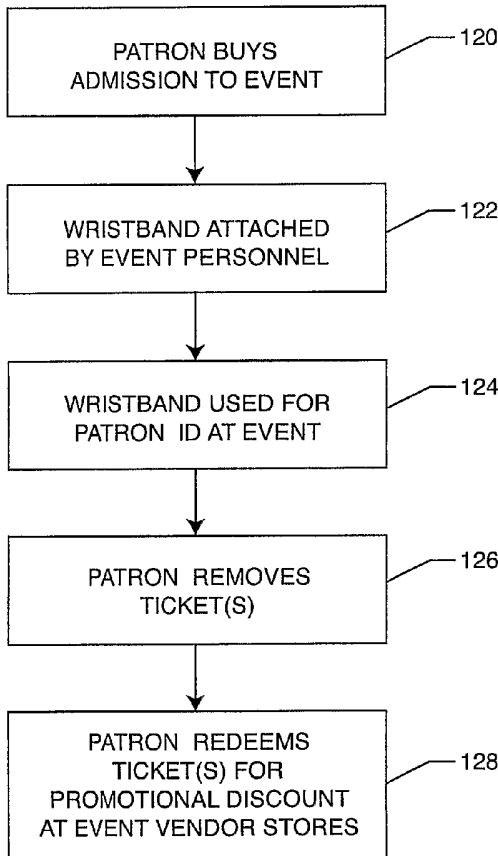 PATRON BUYS
ADMISSION TO EVENT
120
WRISTBAND ATTACHED
BY EVENT PERSONNEL
122
WRISTBAND USED FOR
PATRON ID AT EVENT
124
PATRON REMOVES
TICKET(S)
126
PATRON REDEEMS
TICKET(S) FOR
PROMOTIONAL DISCOUNT
AT EVENT VENDOR STORES
128